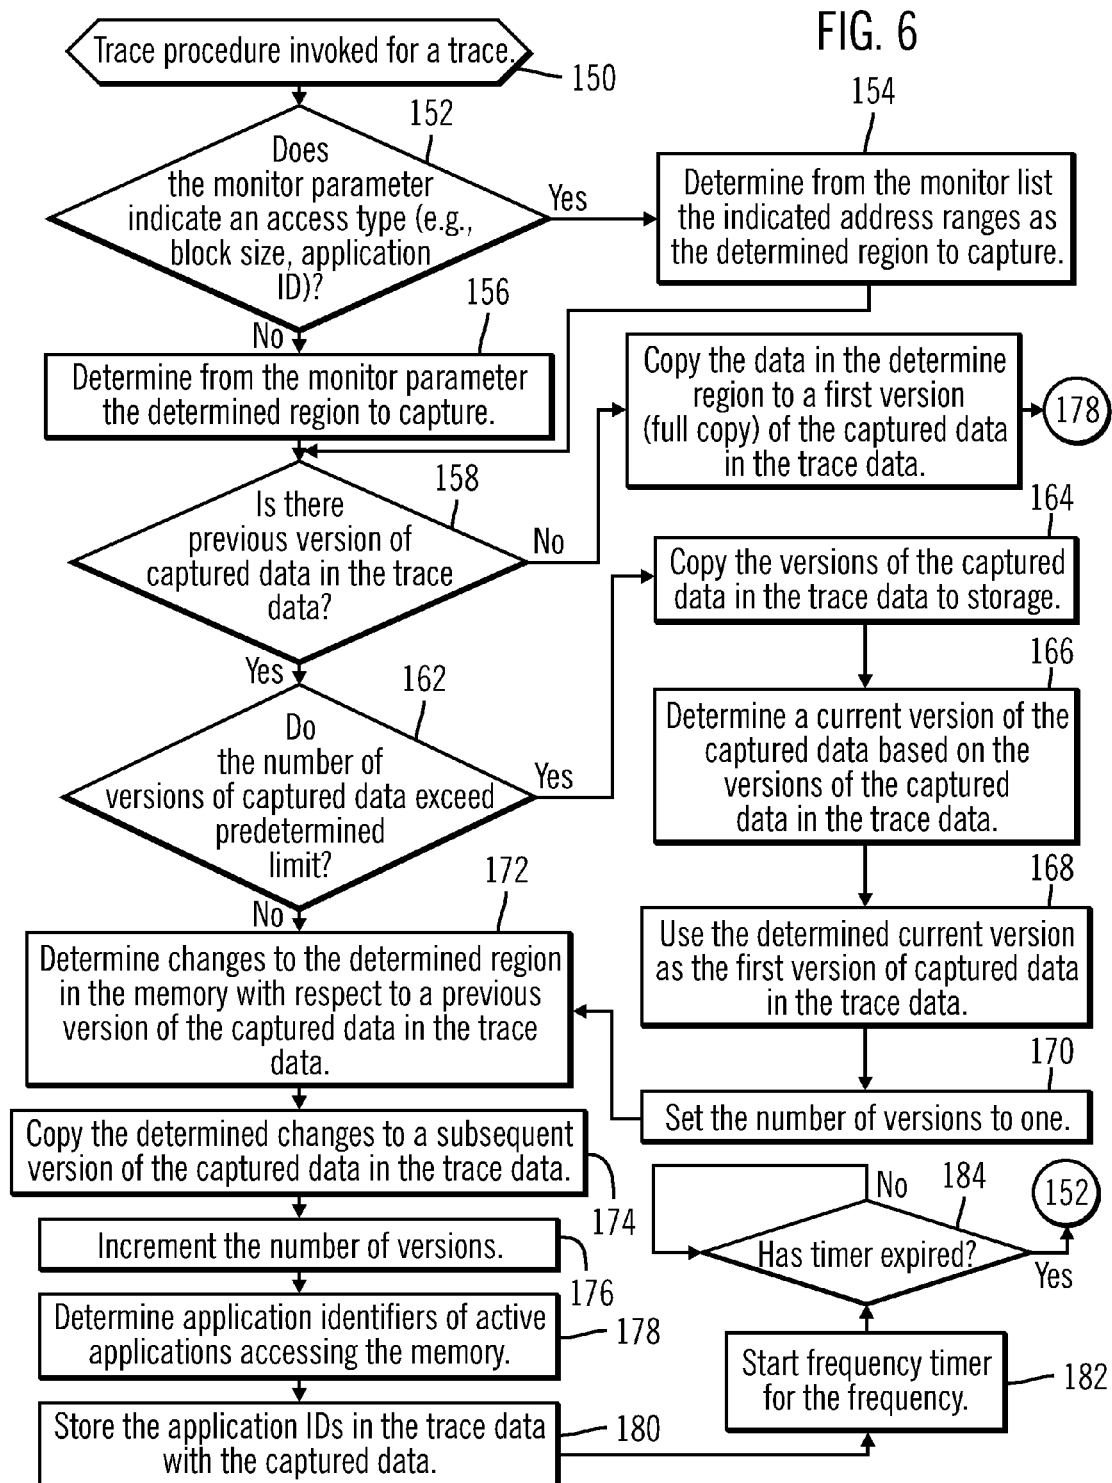 FIG. 6
Trace procedure invoked for a trace.
150
152
Does
the monitor parameter
indicate an access type (e.g.,
block size, application
ID)?
Yes
154
Determine from the monitor list
the indicated address ranges as
the determined region to capture.
No
156
Determine from the monitor parameter
the determined region to capture.
Copy the data in the determine
region to a first version
(full copy) of the captured data
in the trace data.
178
158
Is there
previous version of
captured data in the trace
data?
No
Yes
164
Copy the versions of the captured
data in the trace data to storage.
162
Do
the number of
versions of captured data exceed
predetermined
limit?
Yes
No
166
Determine a current version of the
captured data based on the
versions of the captured
data in the trace data.
168
Use the determined current version
as the first version of captured data
in the trace data.
170
Set the number of versions to one.
172
Determine changes to the determined region
in the memory with respect to a previous
version of the captured data in the trace
data.
Copy the determined changes to a subsequent
version of the captured data in the trace data.
174
Increment the number of versions.
176
Determine application identifiers of active
applications accessing the memory.
178
Store the application IDs in the trace data
with the captured data.
180
Start frequency timer
for the frequency.
182
Has timer expired?
184
No
Yes
152